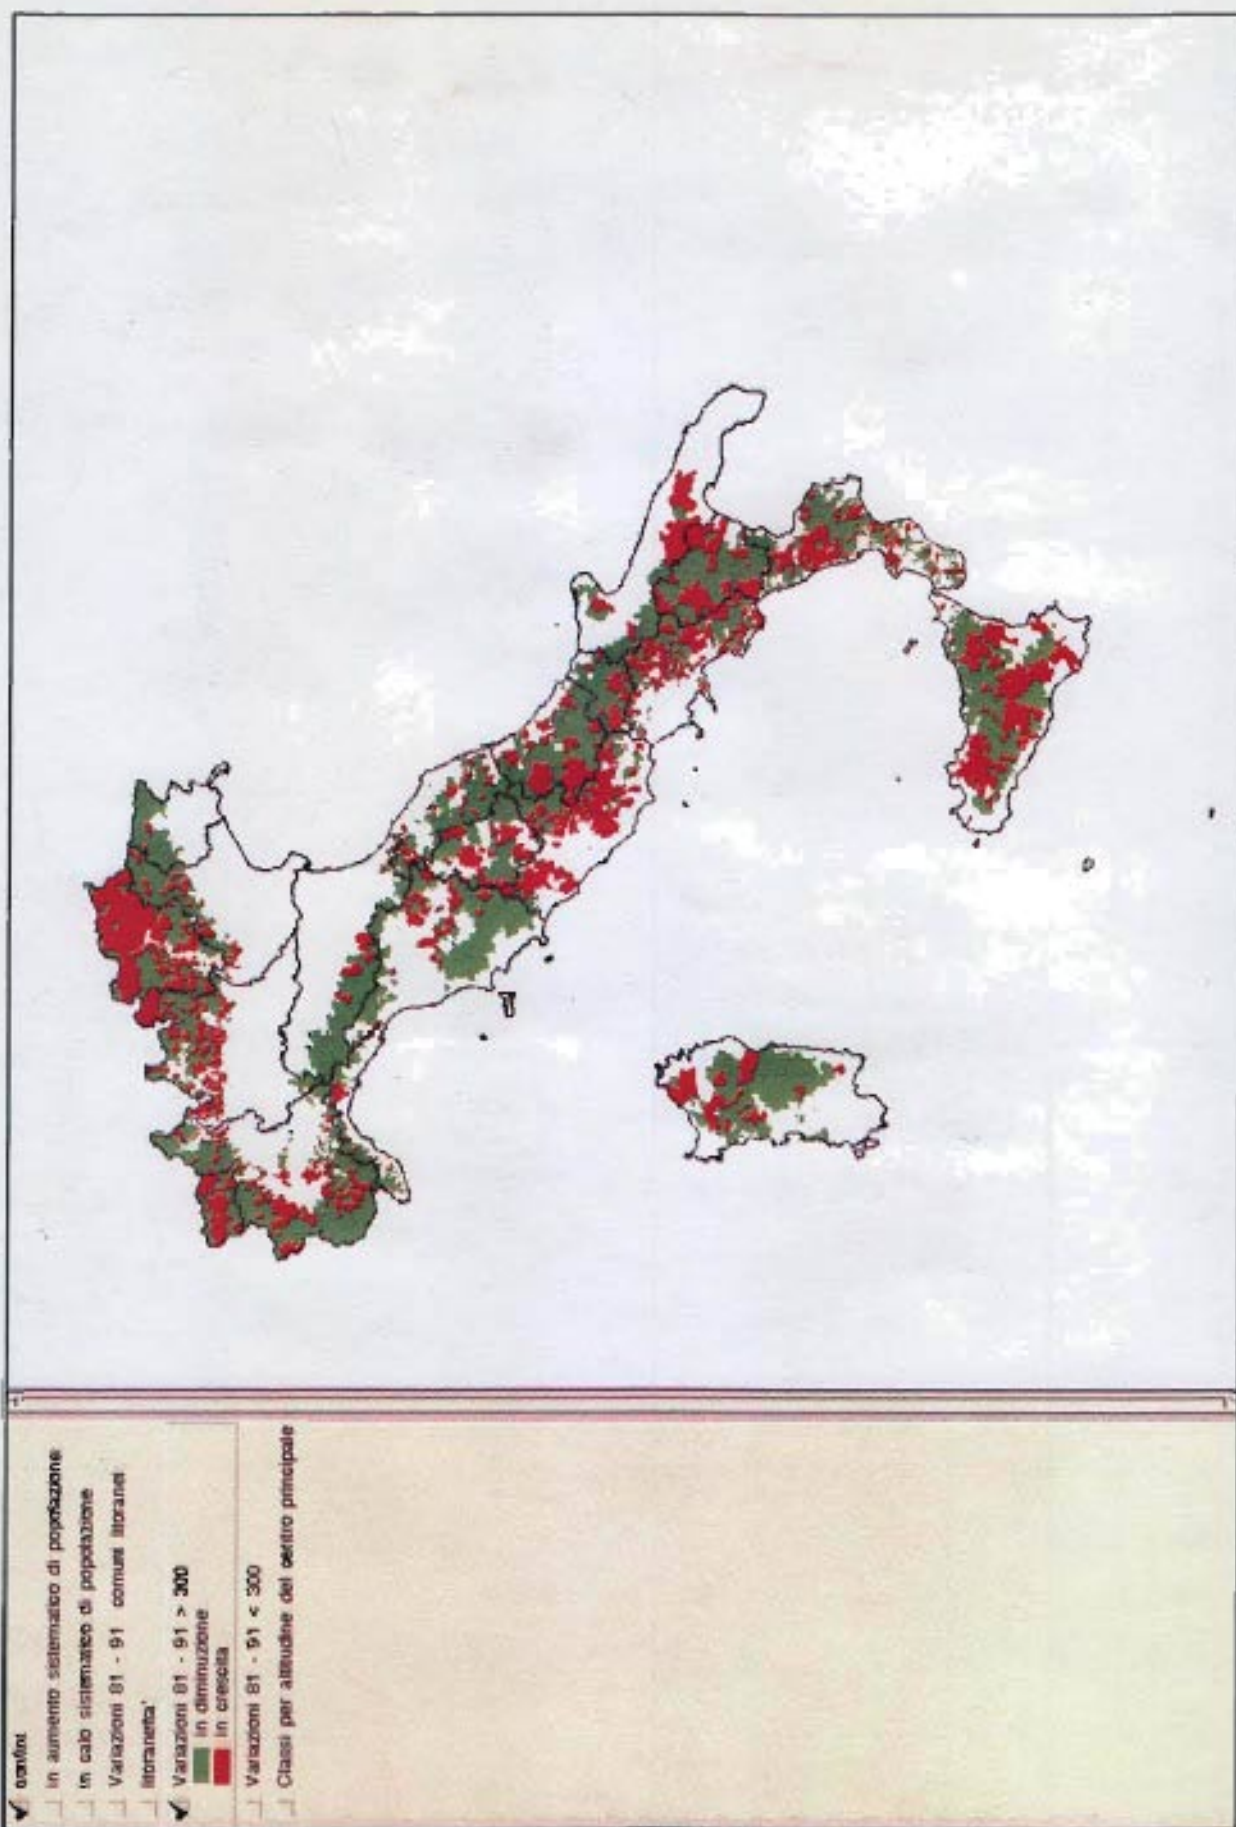 confini
in aumento sistematico di popolazione
in calo sistematico di popolazione
Variazioni 81 - 91 comuni litoranei
litoraneita'
Variazioni 81 - 91 > 300
in diminuzione
in crescita
Variazioni 81 - 91 < 300
Classi per altitudine del centro principale